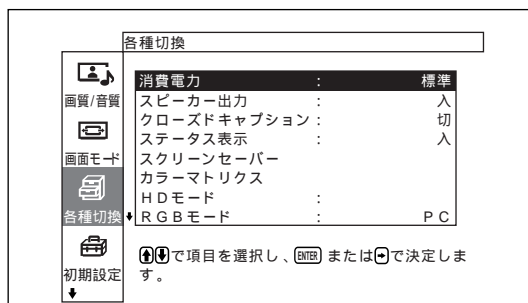 各種切換
画質/音質
画面モード
各種切換
初期設定
消費電力 : 標準
スピーカー出力 : 入
クローズドキャプション : 切
ステータス表示 : 入
スクリーンセーバー
カラーマトリクス
HDモード :
RGBモード : PC
で項目を選択し、ENTER またはで決定しま
す。